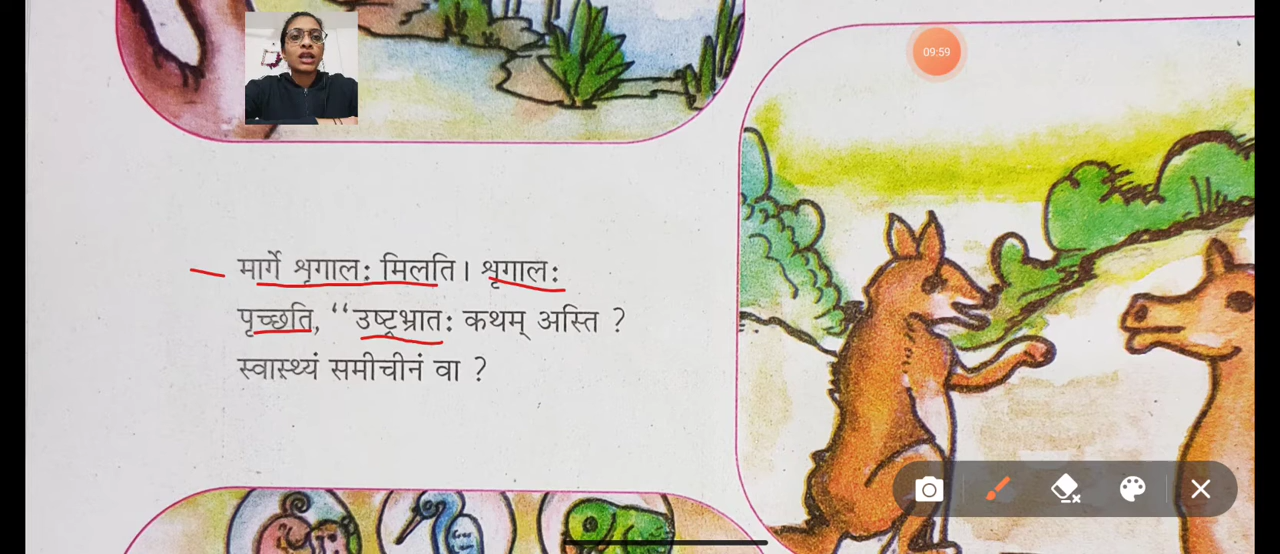 09:59
मार्गे शृगालः मिलति। शृगालः
पृच्छति, “उष्ट्रभ्रातः कथम् अस्ति ?
स्वास्थ्यं समीचीनं वा ?